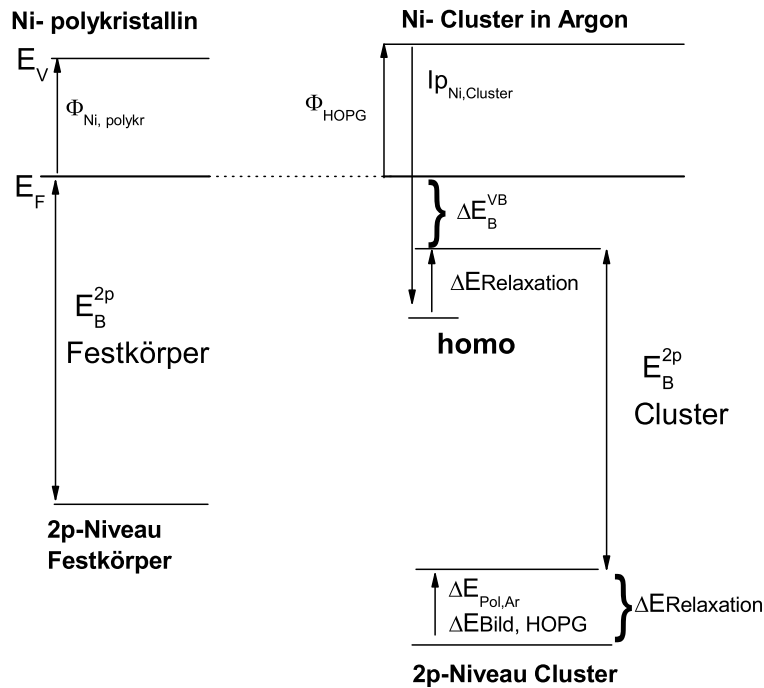 Ni- polykristallin
Ni- Cluster in Argon
E_V
Φ_Ni, polykr
Φ_HOPG
Ip_Ni,Cluster
E_F
ΔE_B^VB
ΔERelaxation
homo
E_B^2p
Festkörper
E_B^2p
Cluster
2p-Niveau
Festkörper
ΔE_Pol,Ar
ΔEBild, HOPG
ΔERelaxation
2p-Niveau Cluster